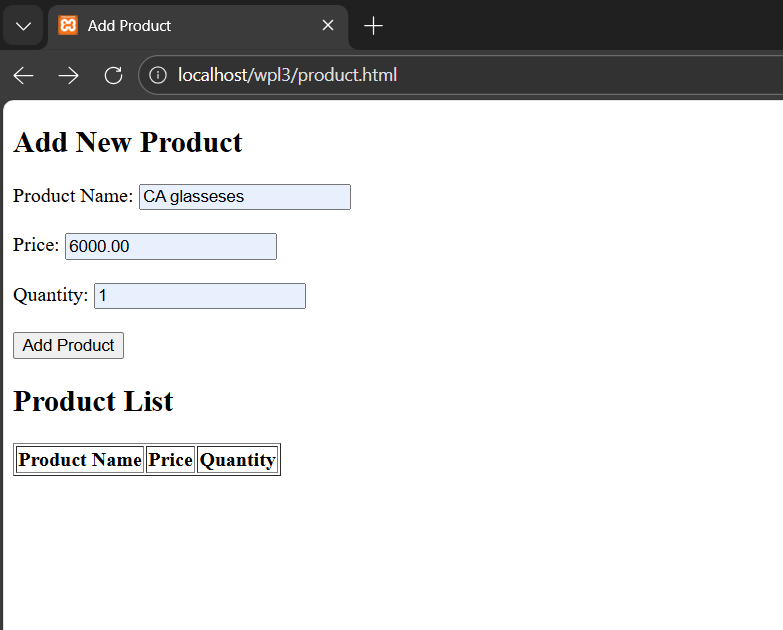 Add Product
localhost/wpl3/product.html
Add New Product
Product Name: CA glasseses
Price: 6000.00
Quantity: 1
Add Product
Product List
Product Name Price Quantity